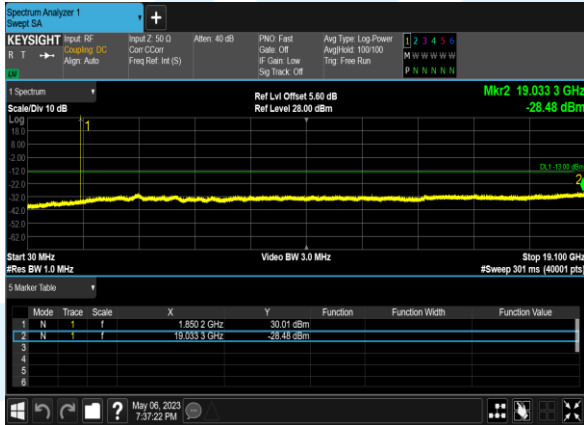 Spectrum Analyzer 1
Swept SA
KEYSIGHT
R T
LW
Input: RF
Coupling: DC
Align: Auto
Input Z: 50 Ω
Corr CCorr
Freq Ref: Int (S)
Atten: 40 dB
PNO: Fast
Gate: Off
IF Gain: Low
Sig Track: Off
Avg Type: Log-Power
Avg|Hold: 100/100
Trig: Free Run
1 2 3 4 5 6
M W W W W W
P N N N N N
1 Spectrum
Scale/Div 10 dB
Ref Lvl Offset 5.60 dB
Ref Level 28.00 dBm
Mkr2 19.033 3 GHz
-28.48 dBm
Log
18.0
8.00
-2.00
-12.0
-22.0
-32.0
-42.0
-52.0
-62.0
1
DL1 -13.00 dBm
2
Start 30 MHz
#Res BW 1.0 MHz
Video BW 3.0 MHz
Stop 19.100 GHz
#Sweep 301 ms (40001 pts)
5 Marker Table
Mode Trace Scale X Y Function Function Width Function Value
1 N 1 f 1.850 2 GHz 30.01 dBm
2 N 1 f 19.033 3 GHz -28.48 dBm
3
4
5
6
?
May 06, 2023
7:37:22 PM